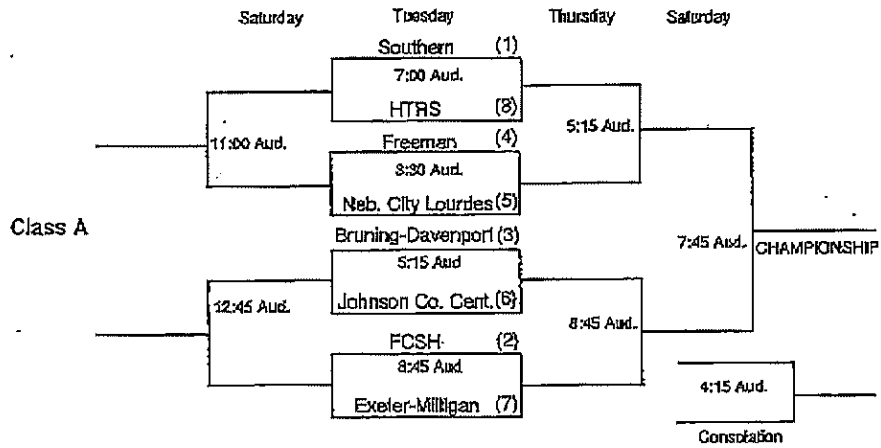 Saturday Tuesday Thursday Saturday
Southern (1)
7:00 Aud.
HTRS (8)
11:00 Aud.
5:15 Aud.
Freeman (4)
8:30 Aud.
Neb. City Lourdes (5)
Class A
Bruning-Davenport (3)
7:45 Aud.
CHAMPIONSHIP
5:15 Aud
Johnson Co. Cent. (6)
12:45 Aud.
8:45 Aud.
FCSH (2)
8:45 Aud
Exeter-Milligan (7)
4:15 Aud.
Consolation